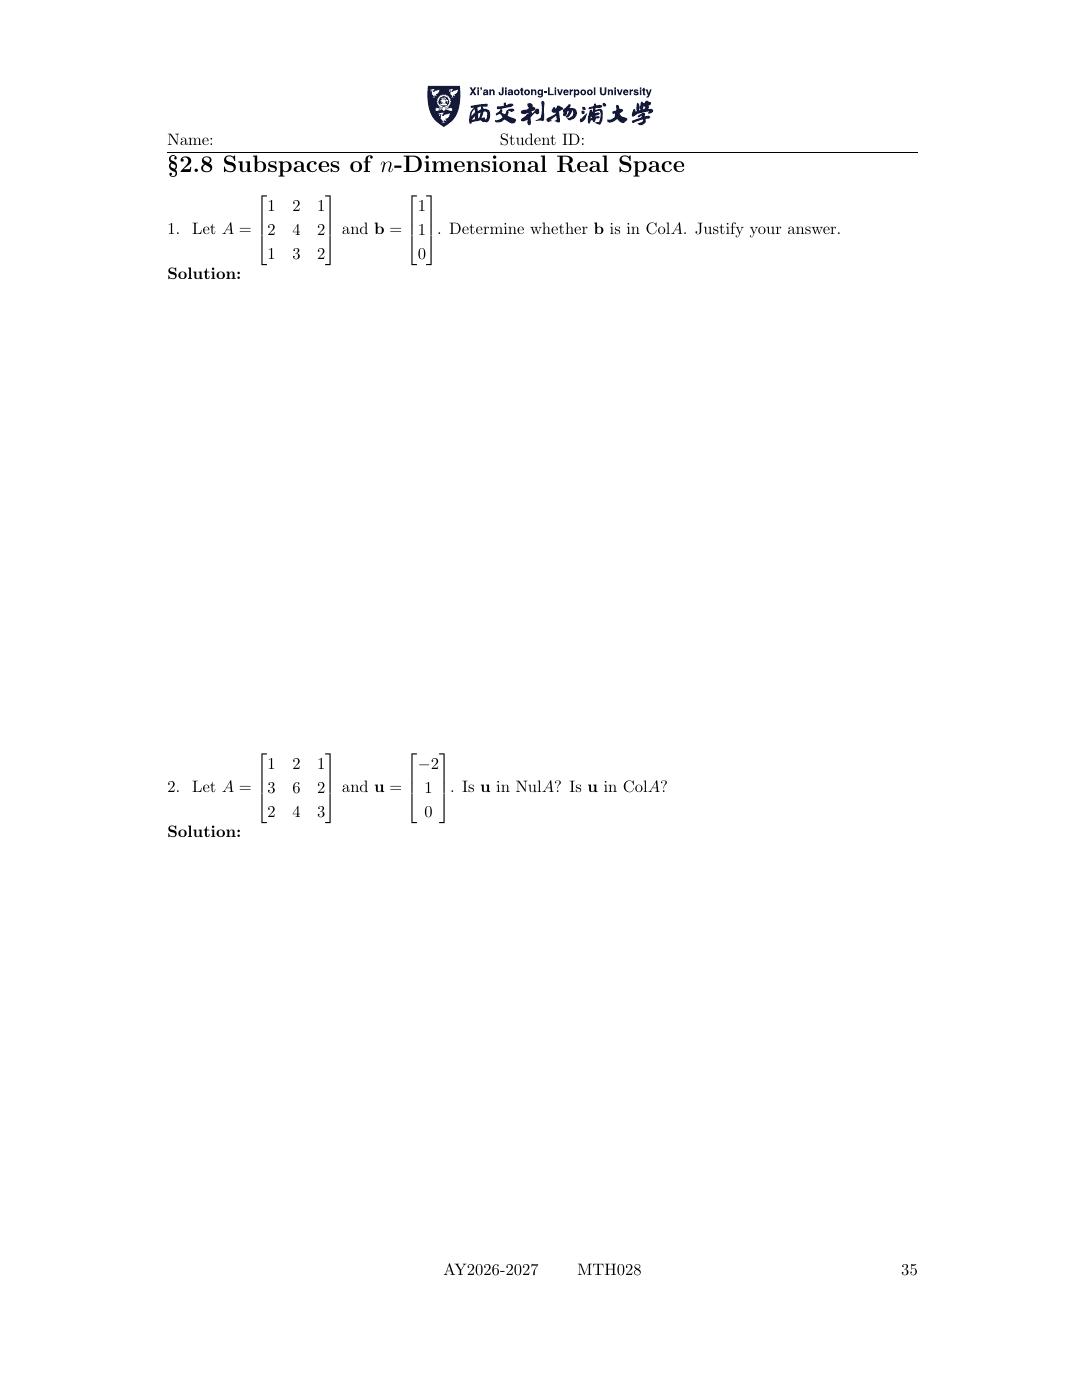 Xi'an Jiaotong-Liverpool University
西交利物浦大學
Name: Student ID:
§2.8 Subspaces of n-Dimensional Real Space
1. Let A = [1 2 1; 2 4 2; 1 3 2] and b = [1; 1; 0]. Determine whether b is in ColA. Justify your answer.
Solution:
2. Let A = [1 2 1; 3 6 2; 2 4 3] and u = [−2; 1; 0]. Is u in NulA? Is u in ColA?
Solution:
AY2026-2027 MTH028 35